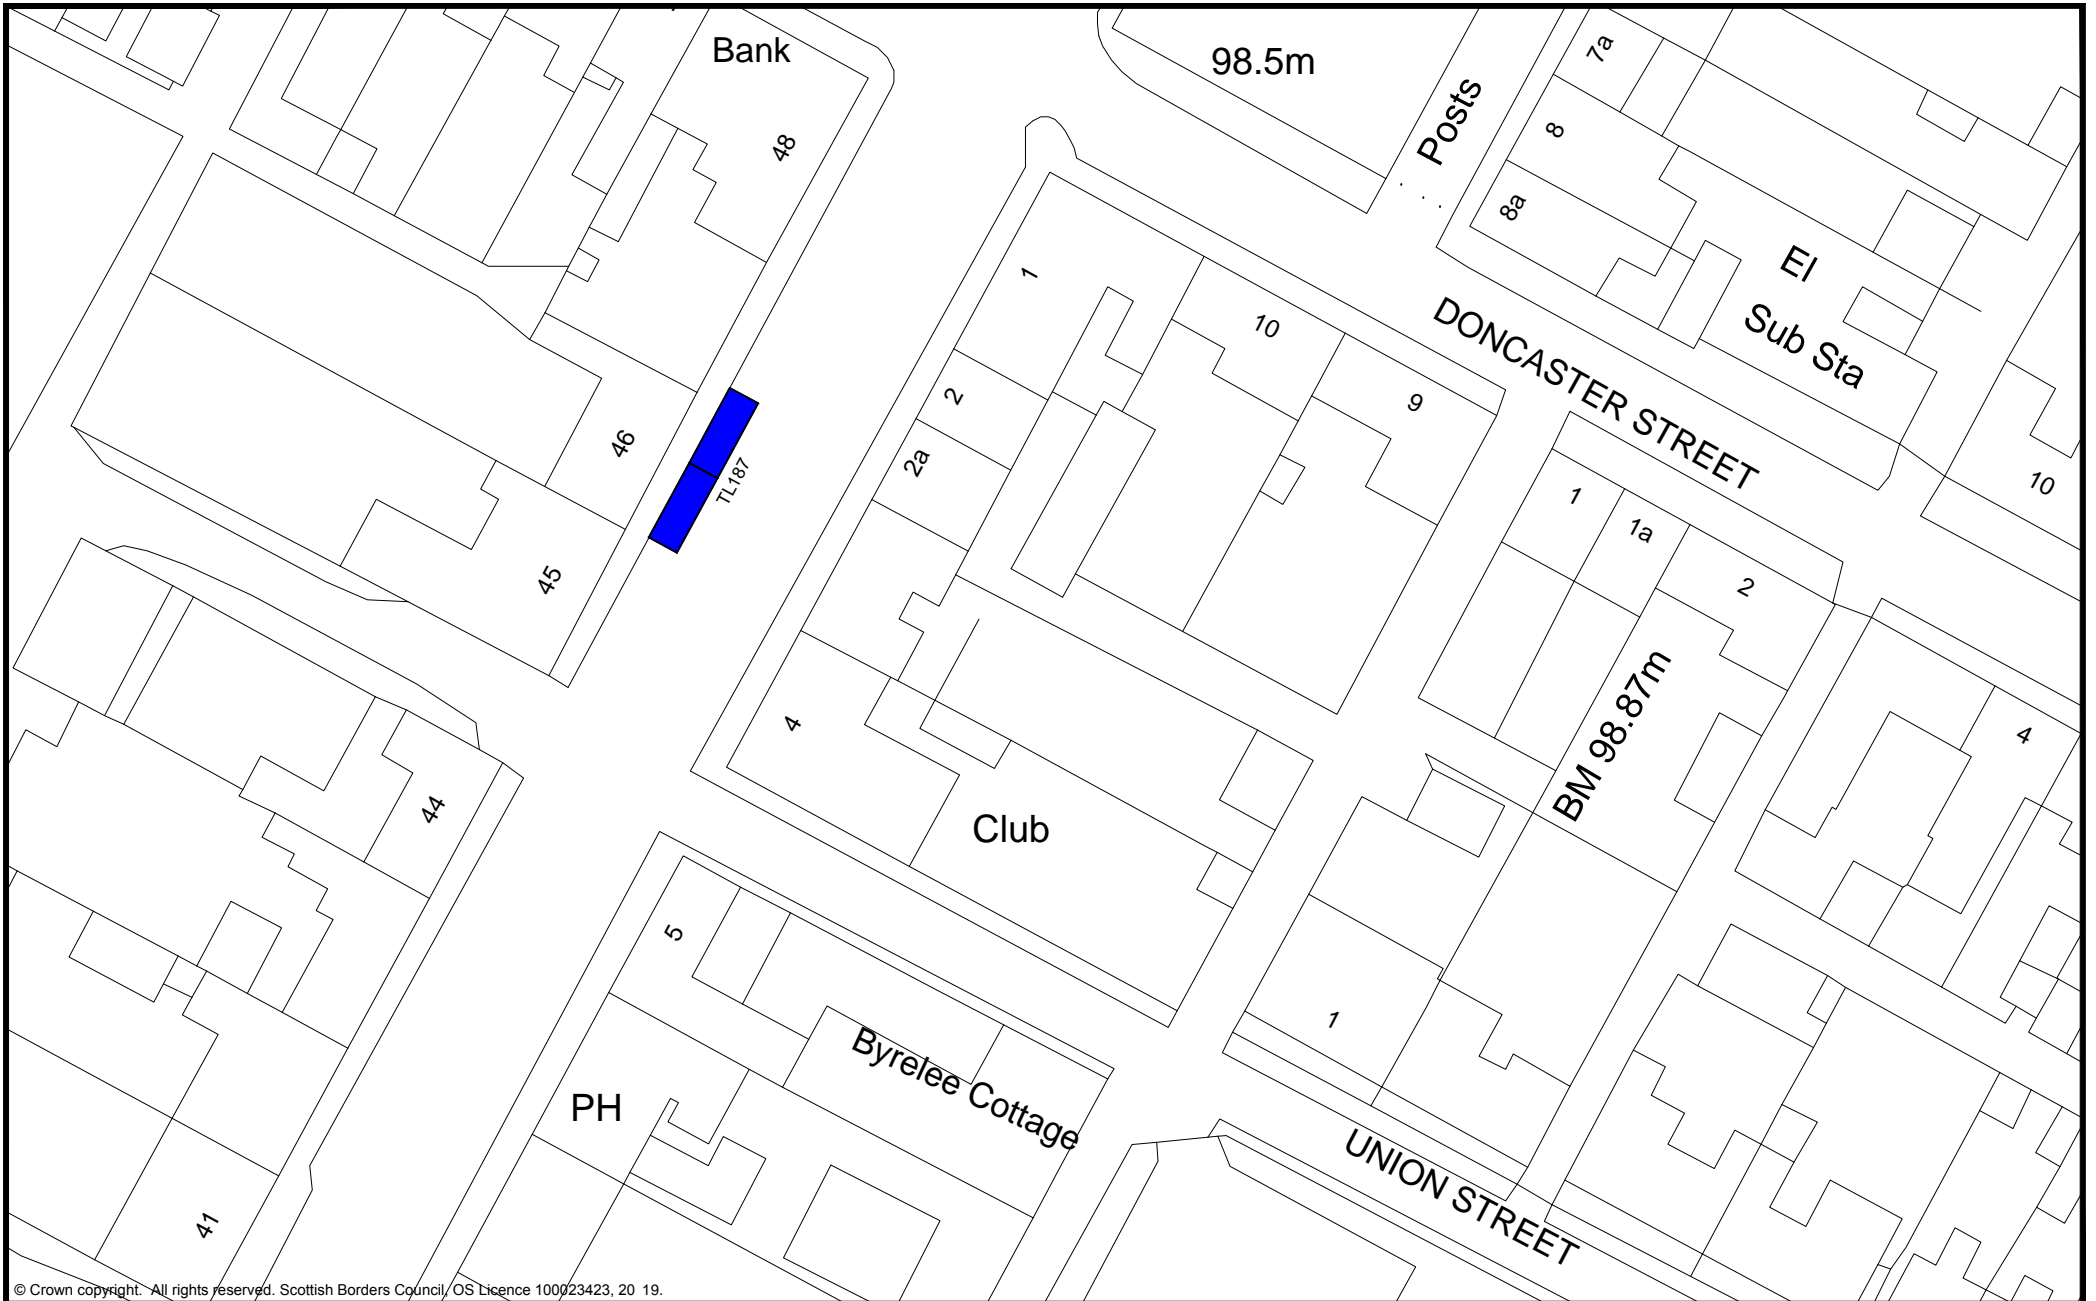 Bank
98.5m
7a
Posts
8
48
8a
El
Sub Sta
1
10
DONCASTER STREET
2
9
46
2a
TL187
10
1
1a
45
2
BM 98.87m
4
4
44
Club
5
1
Byrelee Cottage
PH
UNION STREET
41
© Crown copyright. All rights reserved. Scottish Borders Council, OS Licence 100023423, 20 19.